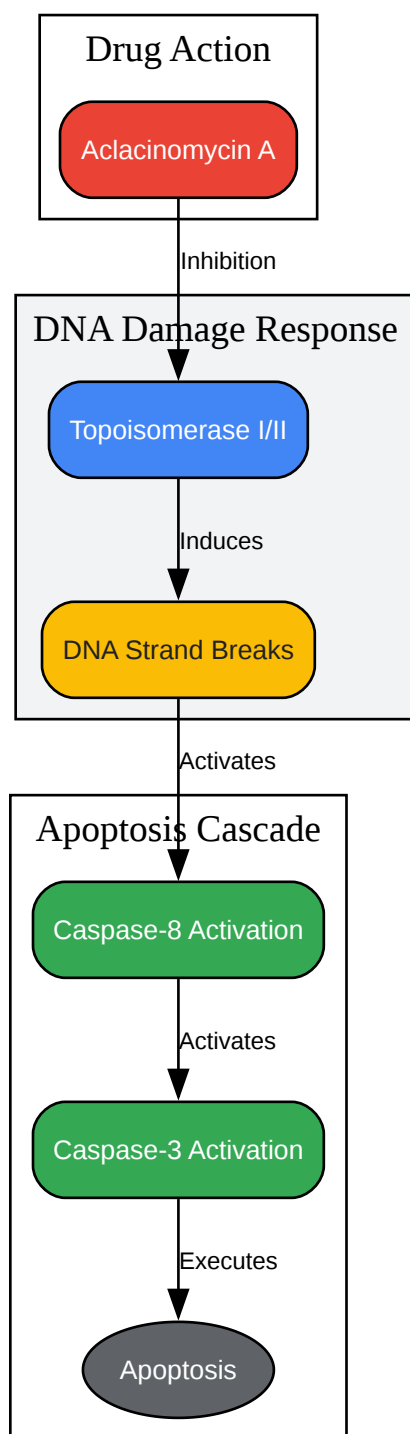 Drug Action
Aclacinomycin A
Inhibition
DNA Damage Response
Topoisomerase I/II
Induces
DNA Strand Breaks
Activates
Apoptosis Cascade
Caspase-8 Activation
Activates
Caspase-3 Activation
Executes
Apoptosis